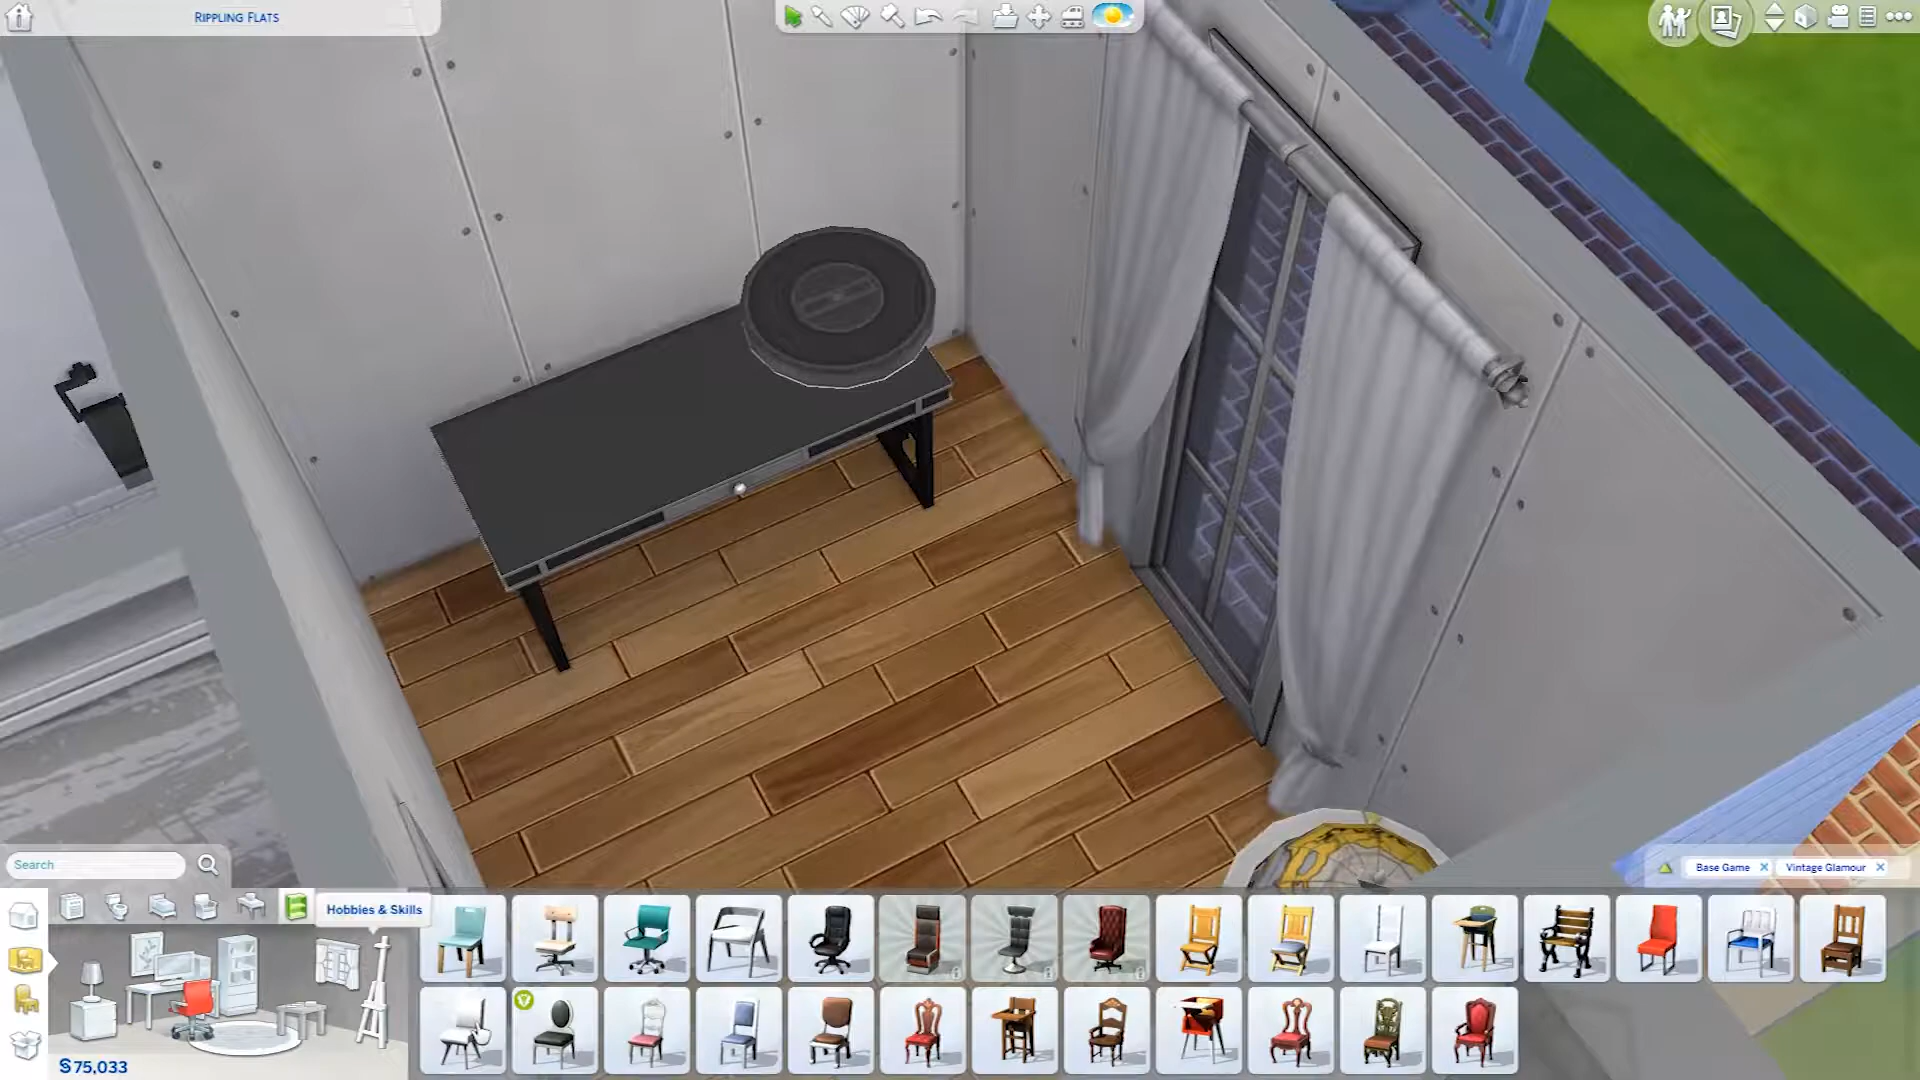 RIPPLING FLATS
Search
Base Game
Vintage Glamour
Hobbies & Skills
§75,033